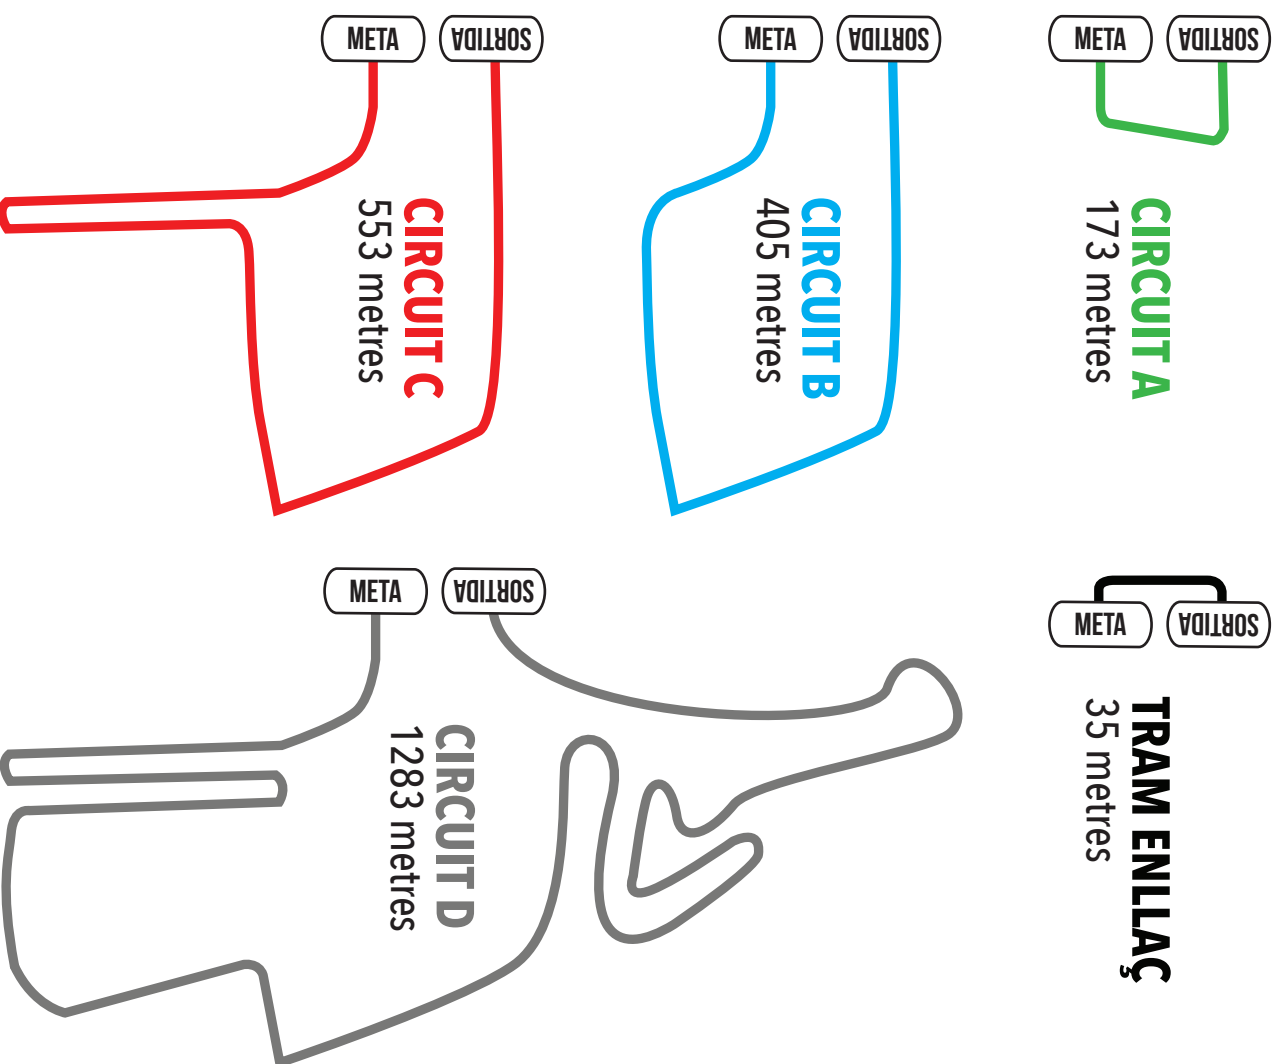 META
SORTIDA
CIRCUIT C
553 metres
META
SORTIDA
CIRCUIT B
405 metres
META
SORTIDA
CIRCUIT A
173 metres
META
SORTIDA
CIRCUIT D
1283 metres
META
SORTIDA
TRAM ENLLAÇ
35 metres